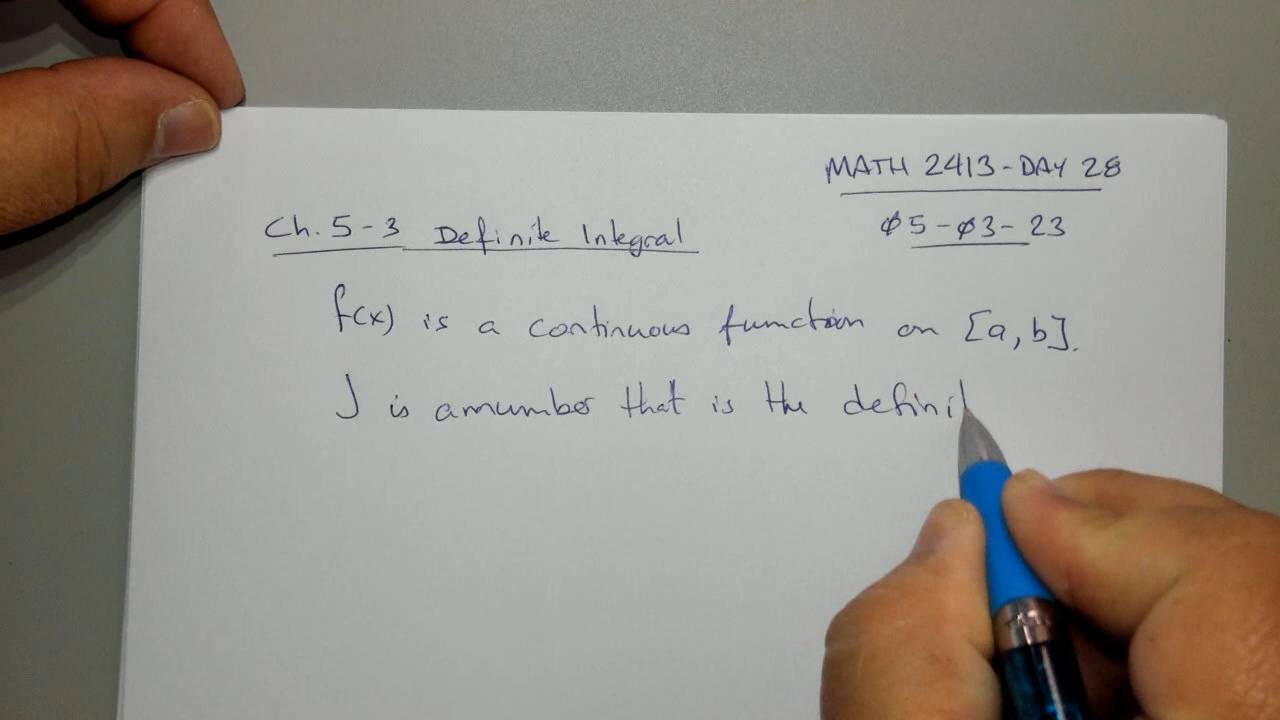 MATH 2413 - DAY 28
Ch. 5-3 Definite Integral
05-03-23
f(x) is a continuous function on [a, b].
J is a number that is the definit